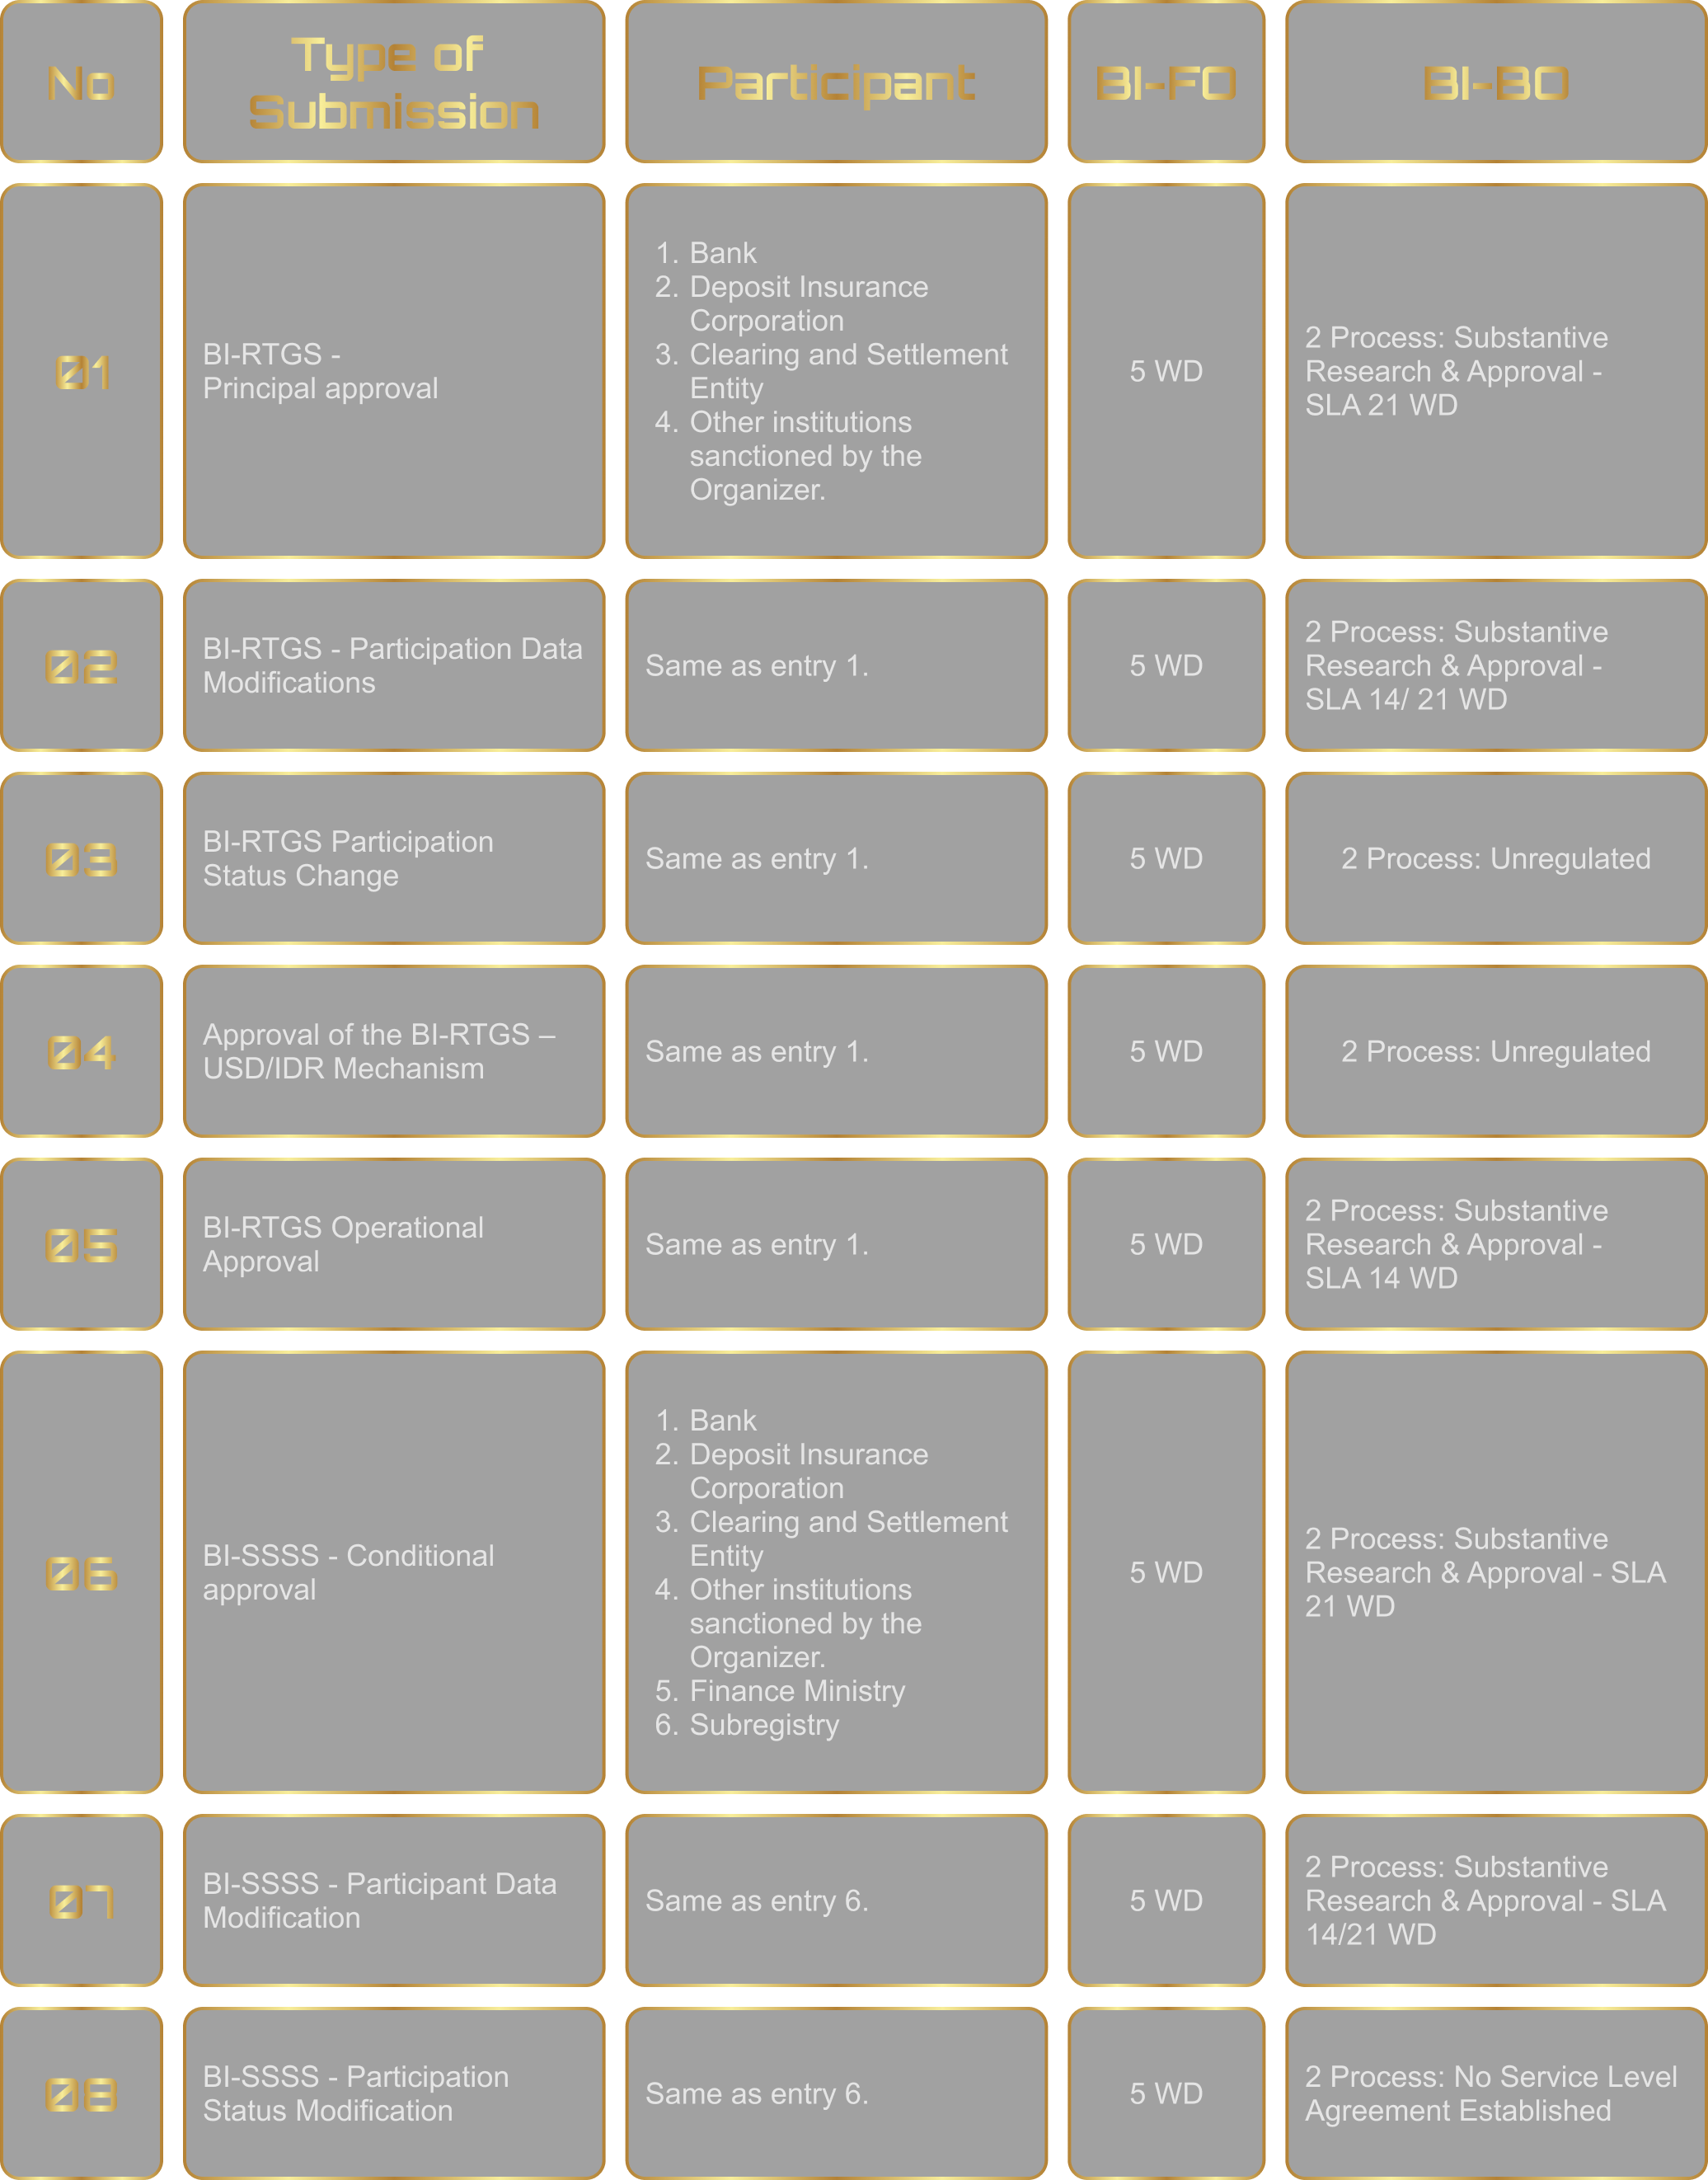 No
Type of
Submission
Participant
BI-FO
BI-BO
01
BI-RTGS -
Principal approval
1. Bank
2. Deposit Insurance
Corporation
3. Clearing and Settlement
Entity
4. Other institutions
sanctioned by the
Organizer.
5 WD
2 Process: Substantive
Research & Approval -
SLA 21 WD
02
BI-RTGS - Participation Data
Modifications
Same as entry 1.
5 WD
2 Process: Substantive
Research & Approval -
SLA 14/ 21 WD
03
BI-RTGS Participation
Status Change
Same as entry 1.
5 WD
2 Process: Unregulated
04
Approval of the BI-RTGS –
USD/IDR Mechanism
Same as entry 1.
5 WD
2 Process: Unregulated
05
BI-RTGS Operational
Approval
Same as entry 1.
5 WD
2 Process: Substantive
Research & Approval -
SLA 14 WD
06
BI-SSSS - Conditional
approval
1. Bank
2. Deposit Insurance
Corporation
3. Clearing and Settlement
Entity
4. Other institutions
sanctioned by the
Organizer.
5. Finance Ministry
6. Subregistry
5 WD
2 Process: Substantive
Research & Approval - SLA
21 WD
07
BI-SSSS - Participant Data
Modification
Same as entry 6.
5 WD
2 Process: Substantive
Research & Approval - SLA
14/21 WD
08
BI-SSSS - Participation
Status Modification
Same as entry 6.
5 WD
2 Process: No Service Level
Agreement Established